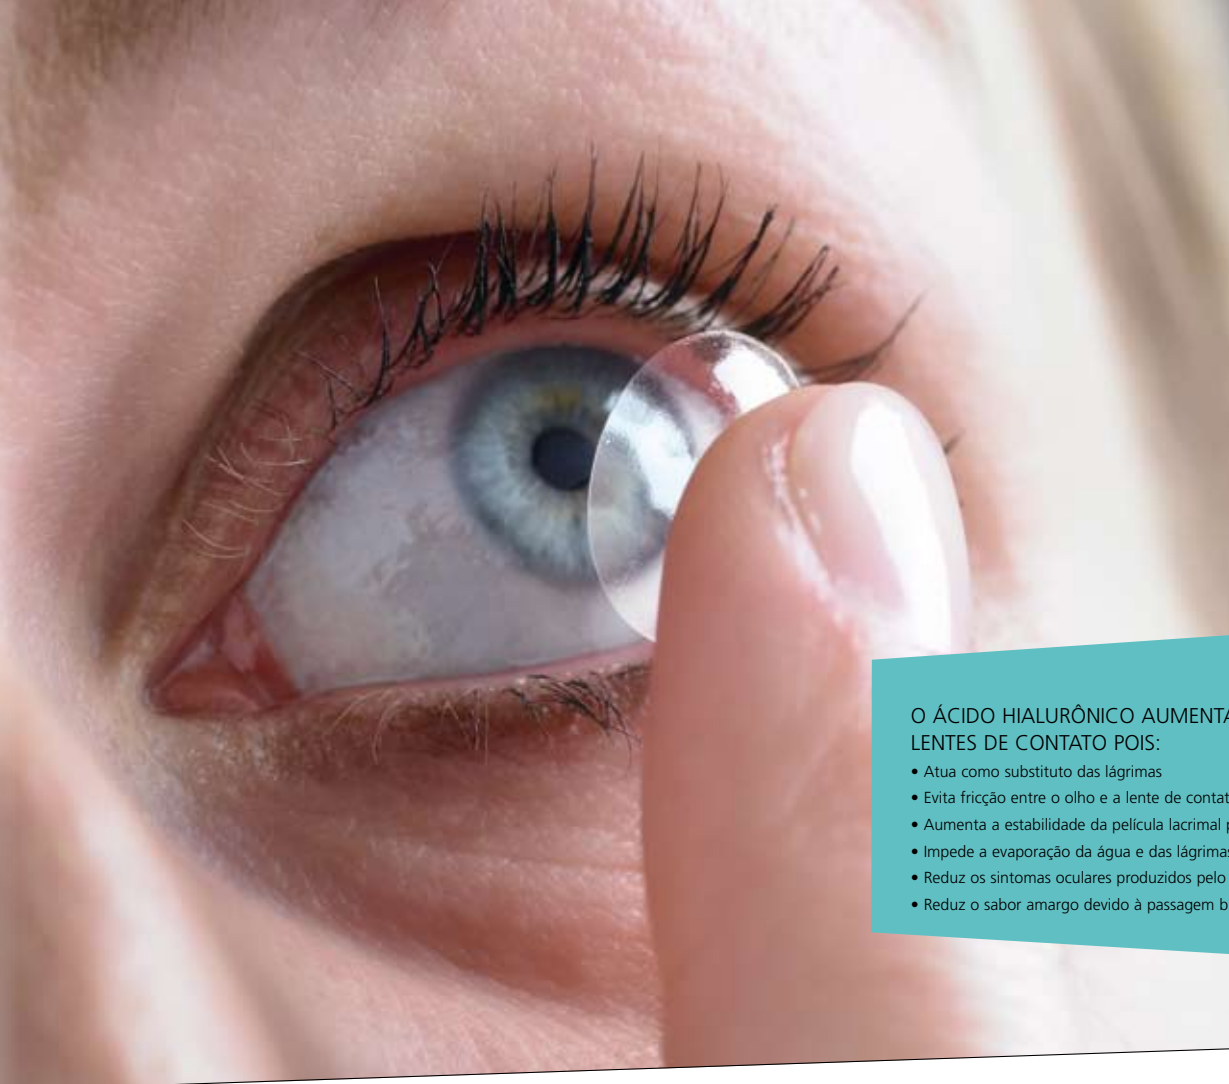 O ÁCIDO HIALURÔNICO AUMENTA
LENTES DE CONTATO POIS:
• Atua como substituto das lágrimas
• Evita fricção entre o olho e a lente de contat
• Aumenta a estabilidade da película lacrimal p
• Impede a evaporação da água e das lágrimas
• Reduz os sintomas oculares produzidos pelo
• Reduz o sabor amargo devido à passagem b